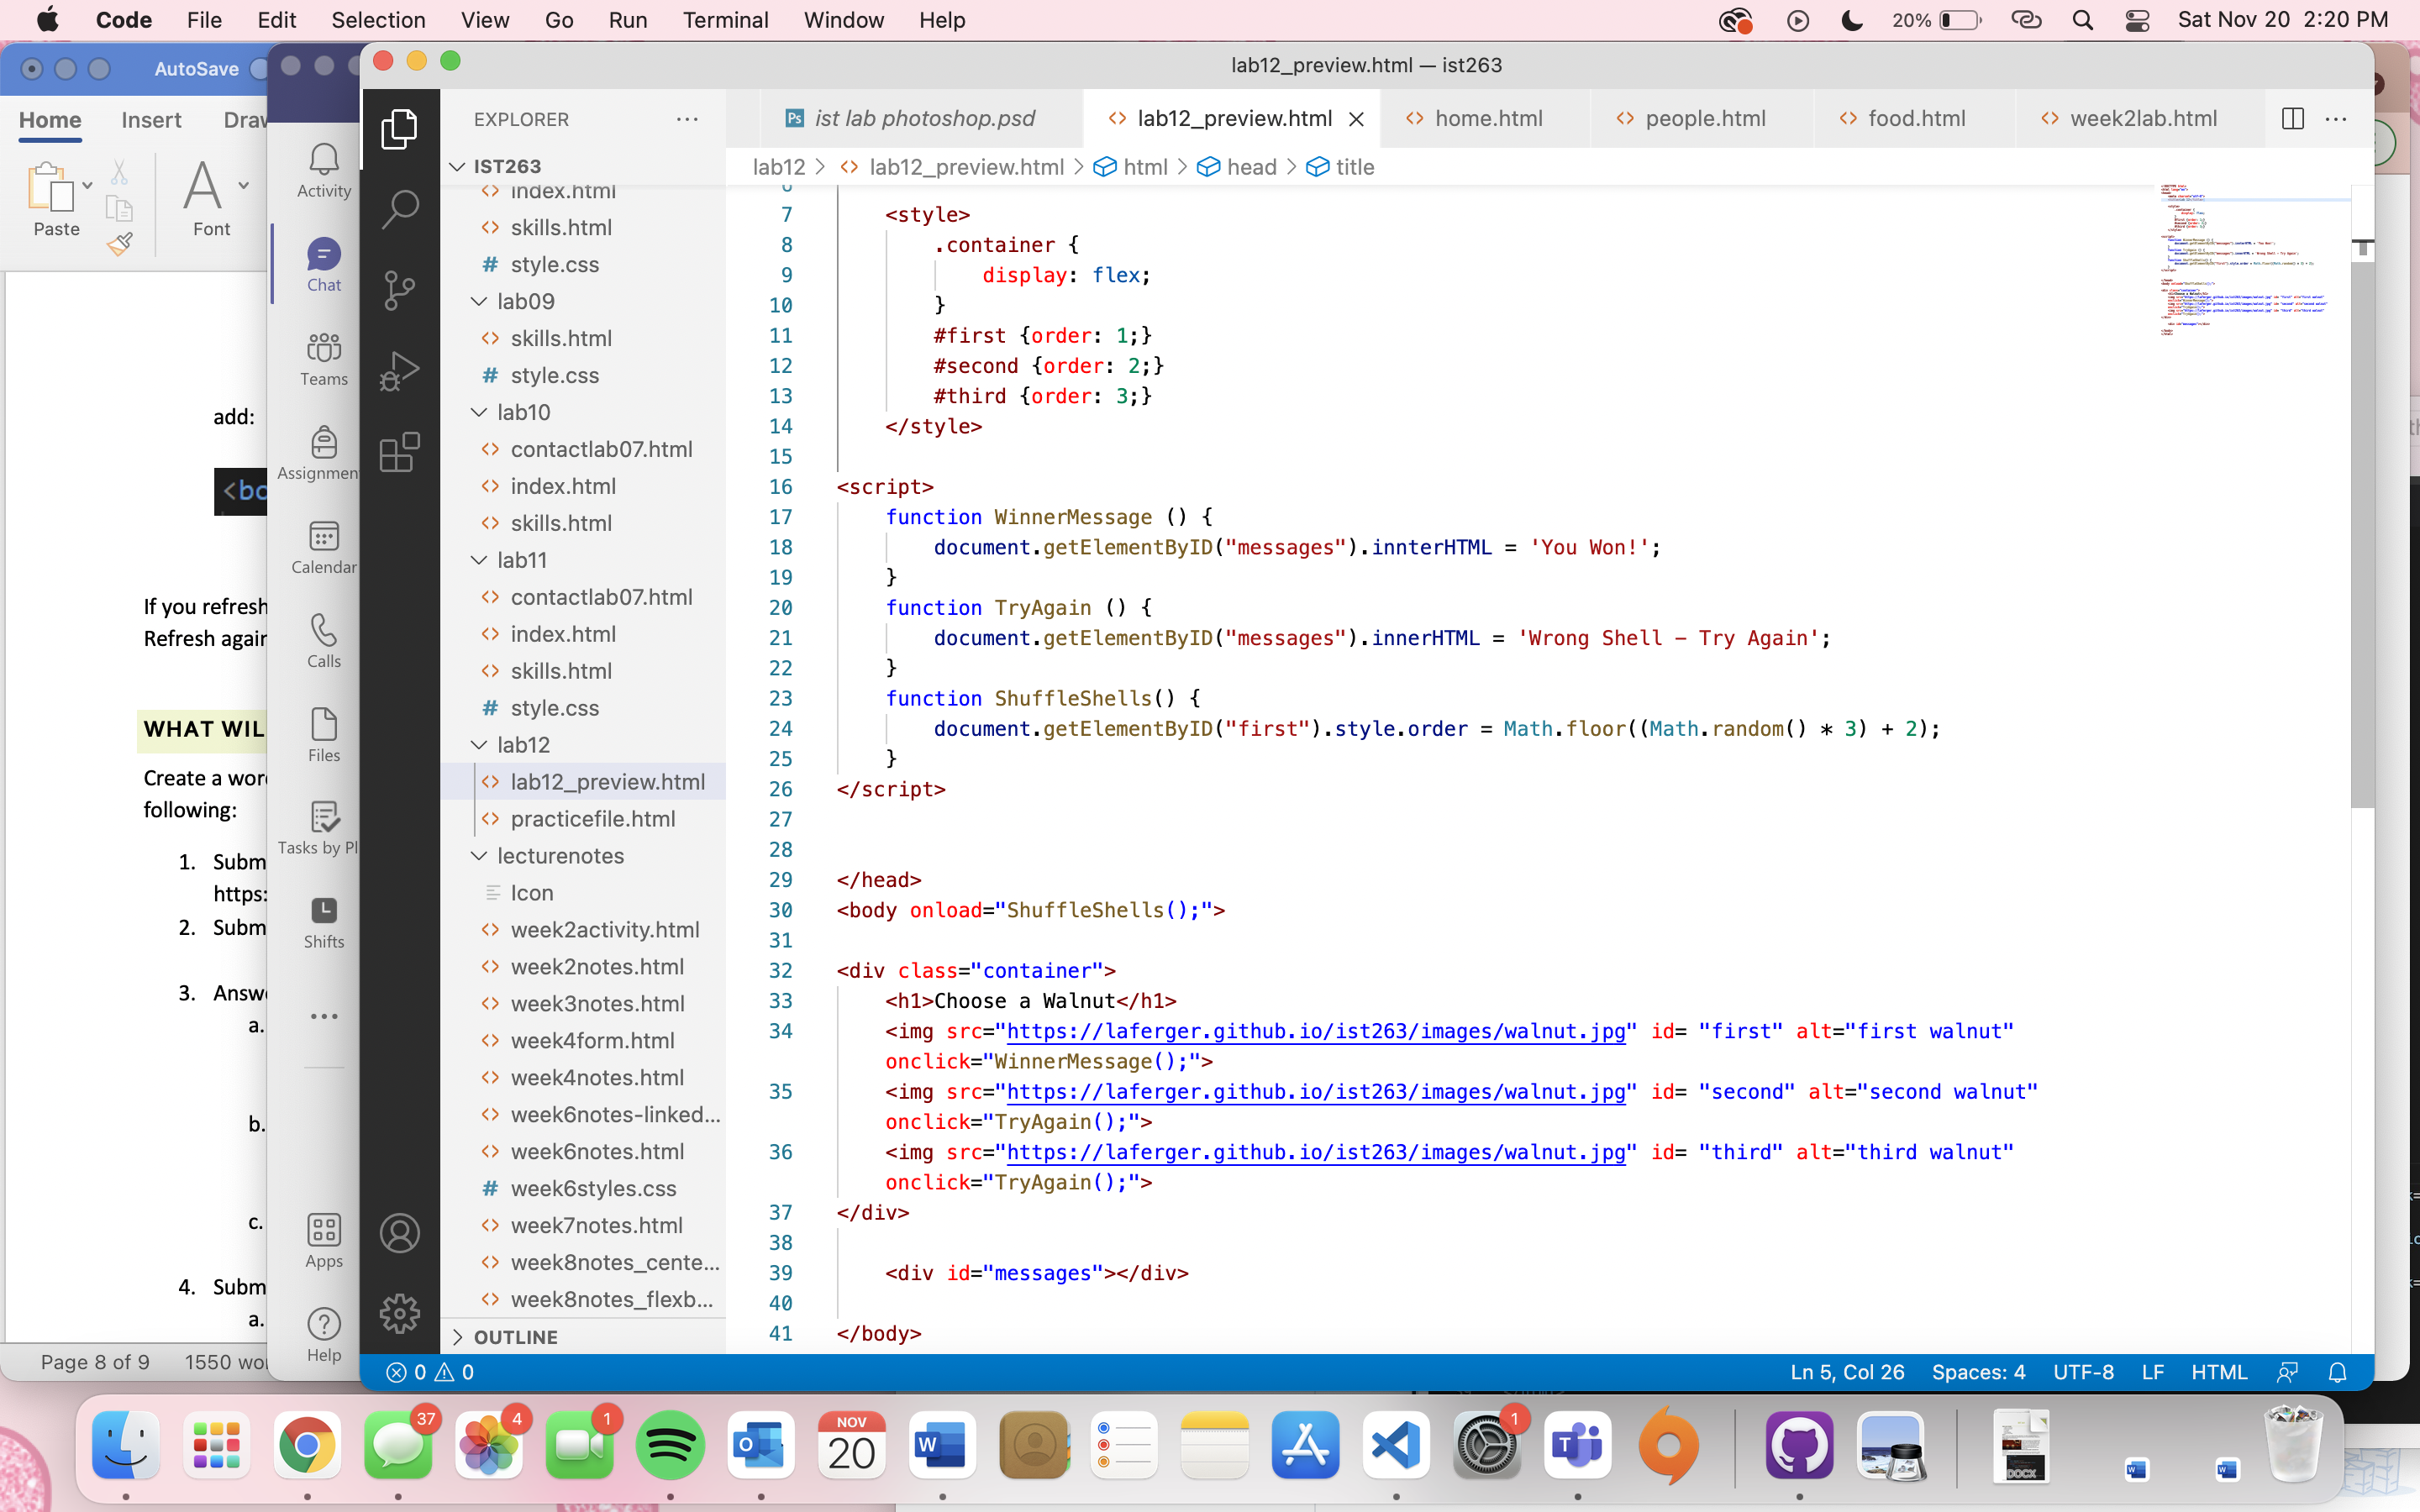 Code File Edit Selection View Go Run Terminal Window Help 20% Sat Nov 20 2:20 PM
AutoSave
Home Insert
Paste
Font
add:
<bo
If you refresh
WHAT WIL
following:
1. Subm
https:
2. Subm
3. Answe
a.
b.
c.
4. Subm
a.
Page 8 of 9 1550
Activity
Chat
Teams
Calendar
Calls
Files
Shifts
...
Apps
Help
lab12_preview.html — ist263
EXPLORER ...
IST263
index.html
skills.html
style.css
lab09
skills.html
style.css
lab10
contactlab07.html
index.html
skills.html
lab11
contactlab07.html
index.html
skills.html
style.css
lab12
lab12_preview.html
practicefile.html
lecturenotes
Icon
week2activity.html
week2notes.html
week3notes.html
week4form.html
week4notes.html
week6notes-linked...
week6notes.html
week6styles.css
week7notes.html
week8notes_cente...
week8notes_flexb...
OUTLINE
Ps ist lab photoshop.psd lab12_preview.html home.html people.html food.html week2lab.html ...
lab12 > lab12_preview.html > html > head > title
7 <style>
8 .container {
9 display: flex;
10 }
11 #first {order: 1;}
12 #second {order: 2;}
13 #third {order: 3;}
14 </style>
15
16 <script>
17 function WinnerMessage () {
18 document.getElementByID("messages").innterHTML = 'You Won!';
19 }
20 function TryAgain () {
21 document.getElementByID("messages").innerHTML = 'Wrong Shell – Try Again';
22 }
23 function ShuffleShells() {
24 document.getElementByID("first").style.order = Math.floor((Math.random() * 3) + 2);
25 }
26 </script>
27
28
29 </head>
30 <body onload="ShuffleShells();">
31
32 <div class="container">
33 <h1>Choose a Walnut</h1>
34 <img src="https://laferger.github.io/ist263/images/walnut.jpg" id= "first" alt="first walnut"
onclick="WinnerMessage();">
35 <img src="https://laferger.github.io/ist263/images/walnut.jpg" id= "second" alt="second walnut"
onclick="TryAgain();">
36 <img src="https://laferger.github.io/ist263/images/walnut.jpg" id= "third" alt="third walnut"
onclick="TryAgain();">
37 </div>
38
39 <div id="messages"></div>
40
41 </body>
0 0 Ln 5, Col 26 Spaces: 4 UTF-8 LF HTML
37 4 1 NOV 20 1
DOCX